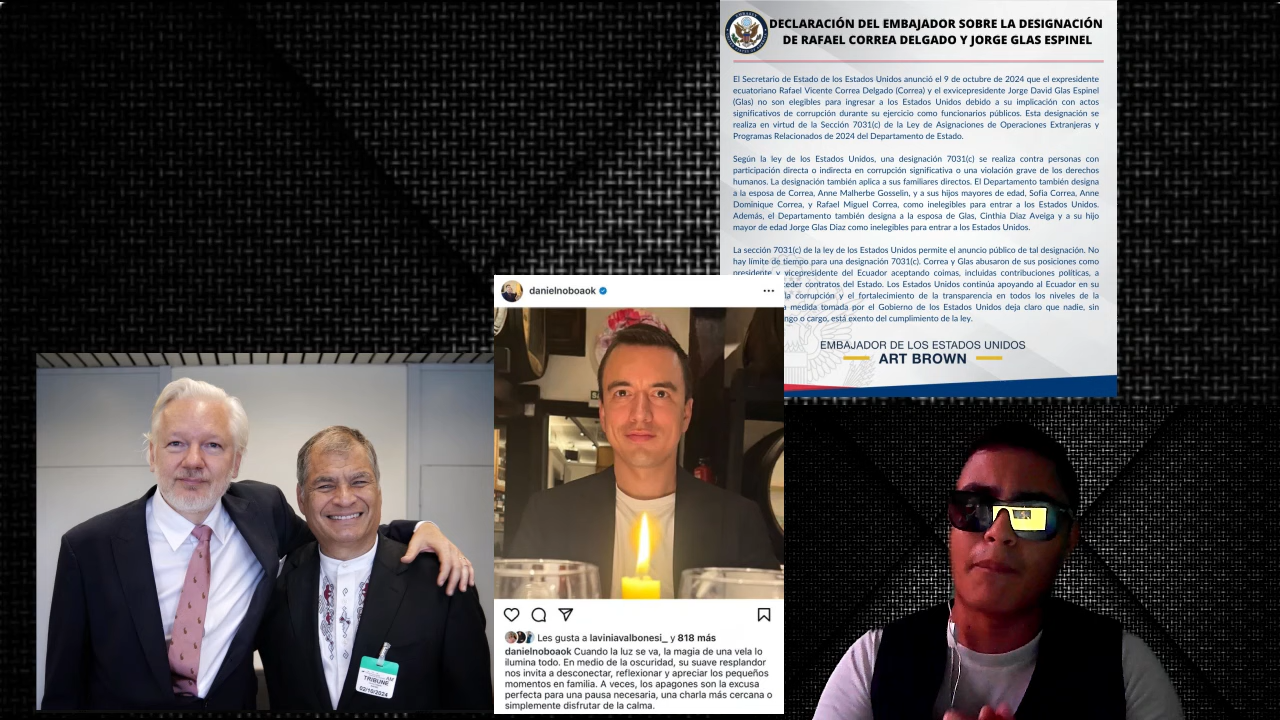 DECLARACIÓN DEL EMBAJADOR SOBRE LA DESIGNACIÓN
DE RAFAEL CORREA DELGADO Y JORGE GLAS ESPINEL
El Secretario de Estado de los Estados Unidos anunció el 9 de octubre de 2024 que el expresidente
ecuatoriano Rafael Vicente Correa Delgado (Correa) y el exvicepresidente Jorge David Glas Espinel
(Glas) no son elegibles para ingresar a los Estados Unidos debido a su implicación con actos
significativos de corrupción durante su ejercicio como funcionarios públicos. Esta designación se
realiza en virtud de la Sección 7031(c) de la Ley de Asignaciones de Operaciones Extranjeras y
Programas Relacionados de 2024 del Departamento de Estado.
Según la ley de los Estados Unidos, una designación 7031(c) se realiza contra personas con
participación directa o indirecta en corrupción significativa o una violación grave de los derechos
humanos. La designación también aplica a sus familiares directos. El Departamento también designa
a la esposa de Correa, Anne Malherbe Gosselin, y a sus hijos mayores de edad, Sofía Correa, Anne
Dominique Correa, y Rafael Miguel Correa, como inelegibles para entrar a los Estados Unidos.
Además, el Departamento también designa a la esposa de Glas, Cinthia Diaz Aveiga y a su hijo
mayor de edad Jorge Glas Diaz como inelegibles para entrar a los Estados Unidos.
La sección 7031(c) de la ley de los Estados Unidos permite el anuncio público de tal designación. No
hay límite de tiempo para una designación 7031(c). Correa y Glas abusaron de sus posiciones como
presidente y vicepresidente del Ecuador aceptando coimas, incluidas contribuciones políticas, a
ceder contratos del Estado. Los Estados Unidos continúa apoyando al Ecuador en su
la corrupción y el fortalecimiento de la transparencia en todos los niveles de la
medida tomada por el Gobierno de los Estados Unidos deja claro que nadie, sin
ngo o cargo, está exento del cumplimiento de la ley.
EMBAJADOR DE LOS ESTADOS UNIDOS
ART BROWN
danielnoboaok
Les gusta a laviniavalbonesi_ y 818 más
danielnoboaok Cuando la luz se va, la magia de una vela lo
ilumina todo. En medio de la oscuridad, su suave resplandor
nos invita a desconectar, reflexionar y apreciar los pequeños
momentos en familia. A veces, los apagones son la excusa
perfecta para una pausa necesaria, una charla más cercana o
simplemente disfrutar de la calma.
TRIBUNE
02/10/2024